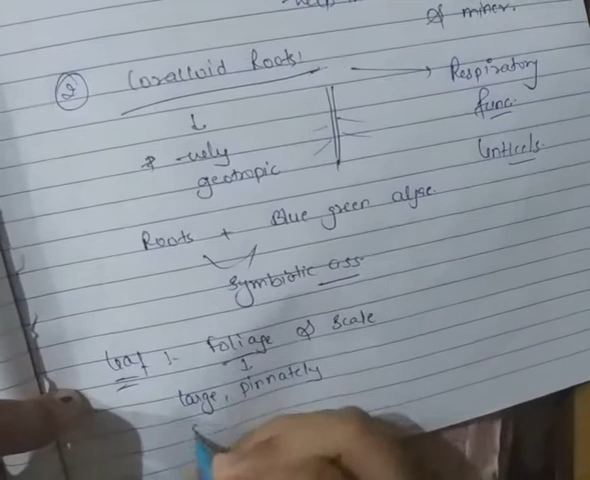 of miner.
② Coralloid Roots → Respiratory
func.
lenticels.
↓
* -vely
geotropic
Roots + Blue green algae
Symbiotic ass
leaf :- foliage & Scale
↓
large, pinnately